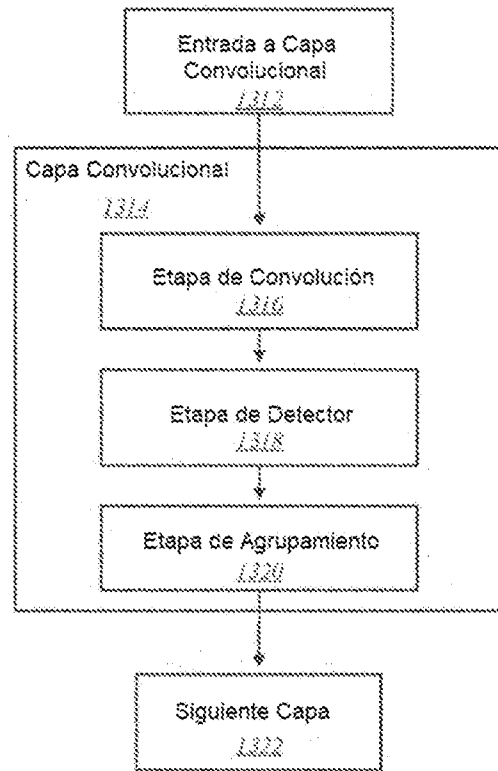 Entrada a Capa
Convolucional
1312
Capa Convolucional
1314
Etapa de Convolución
1316
Etapa de Detector
1318
Etapa de Agrupamiento
1320
Siguiente Capa
1322